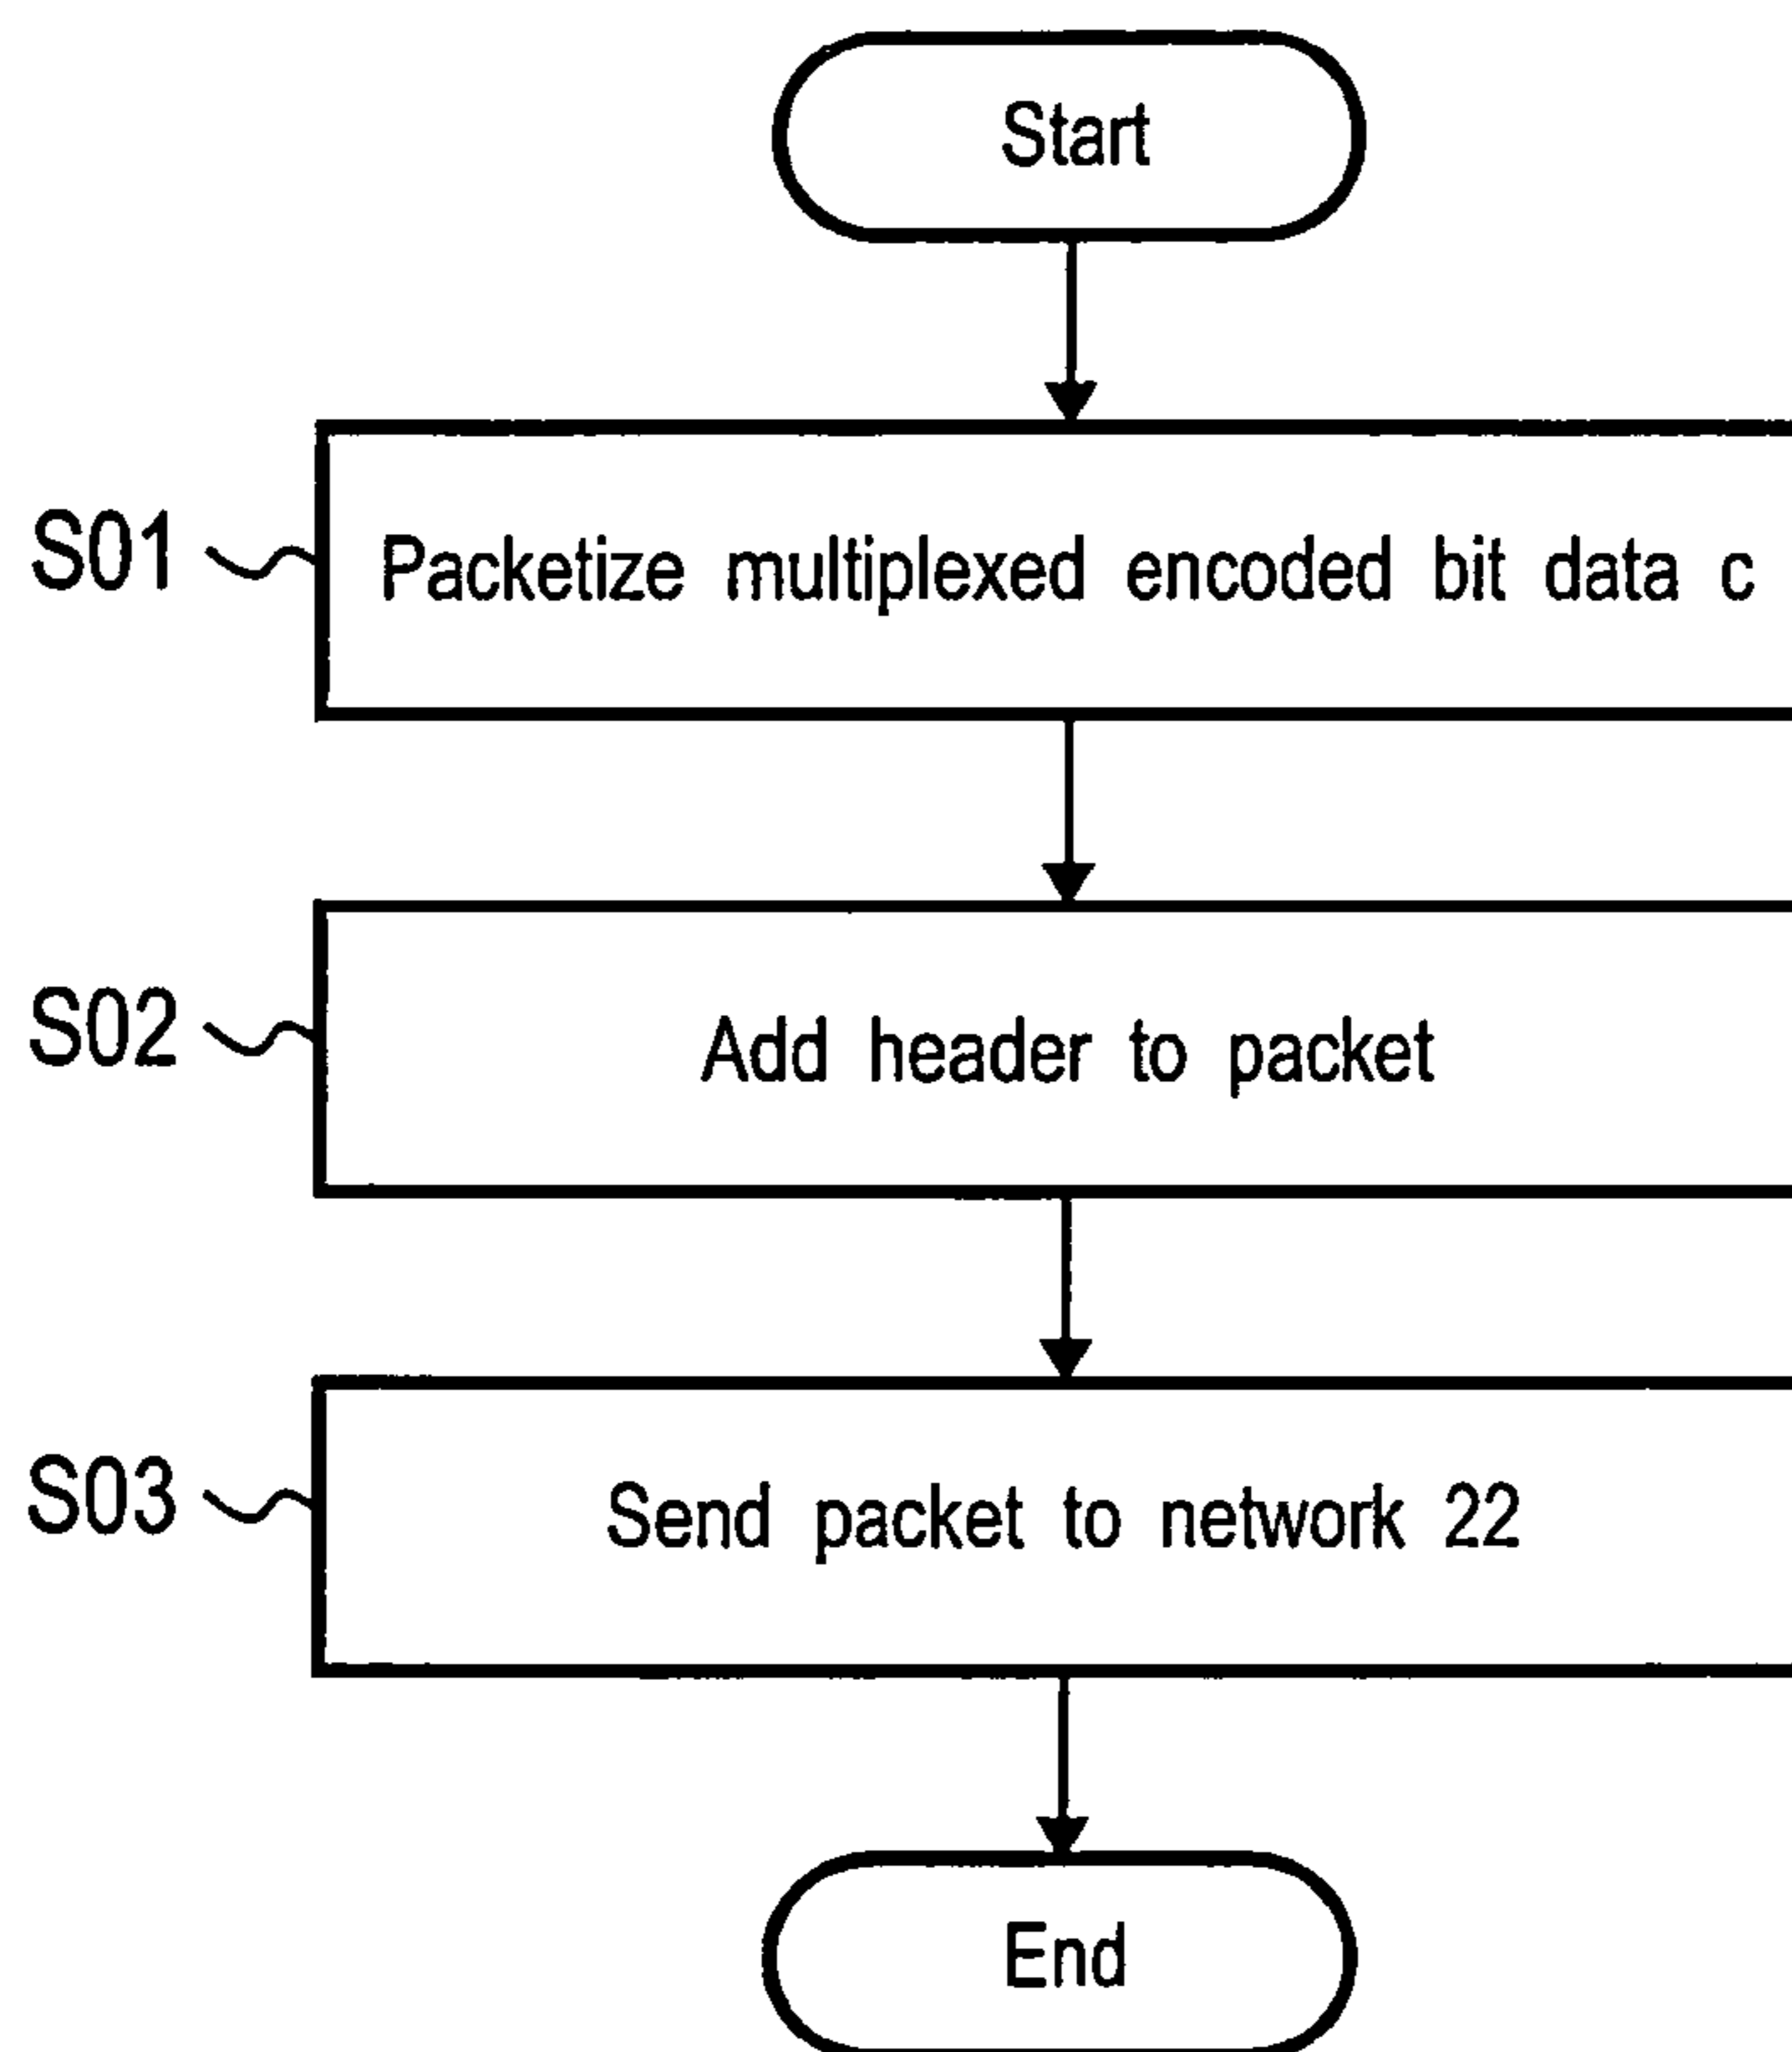 Start
S01 Packetize multiplexed encoded bit data c
S02 Add header to packet
S03 Send packet to network 22
End